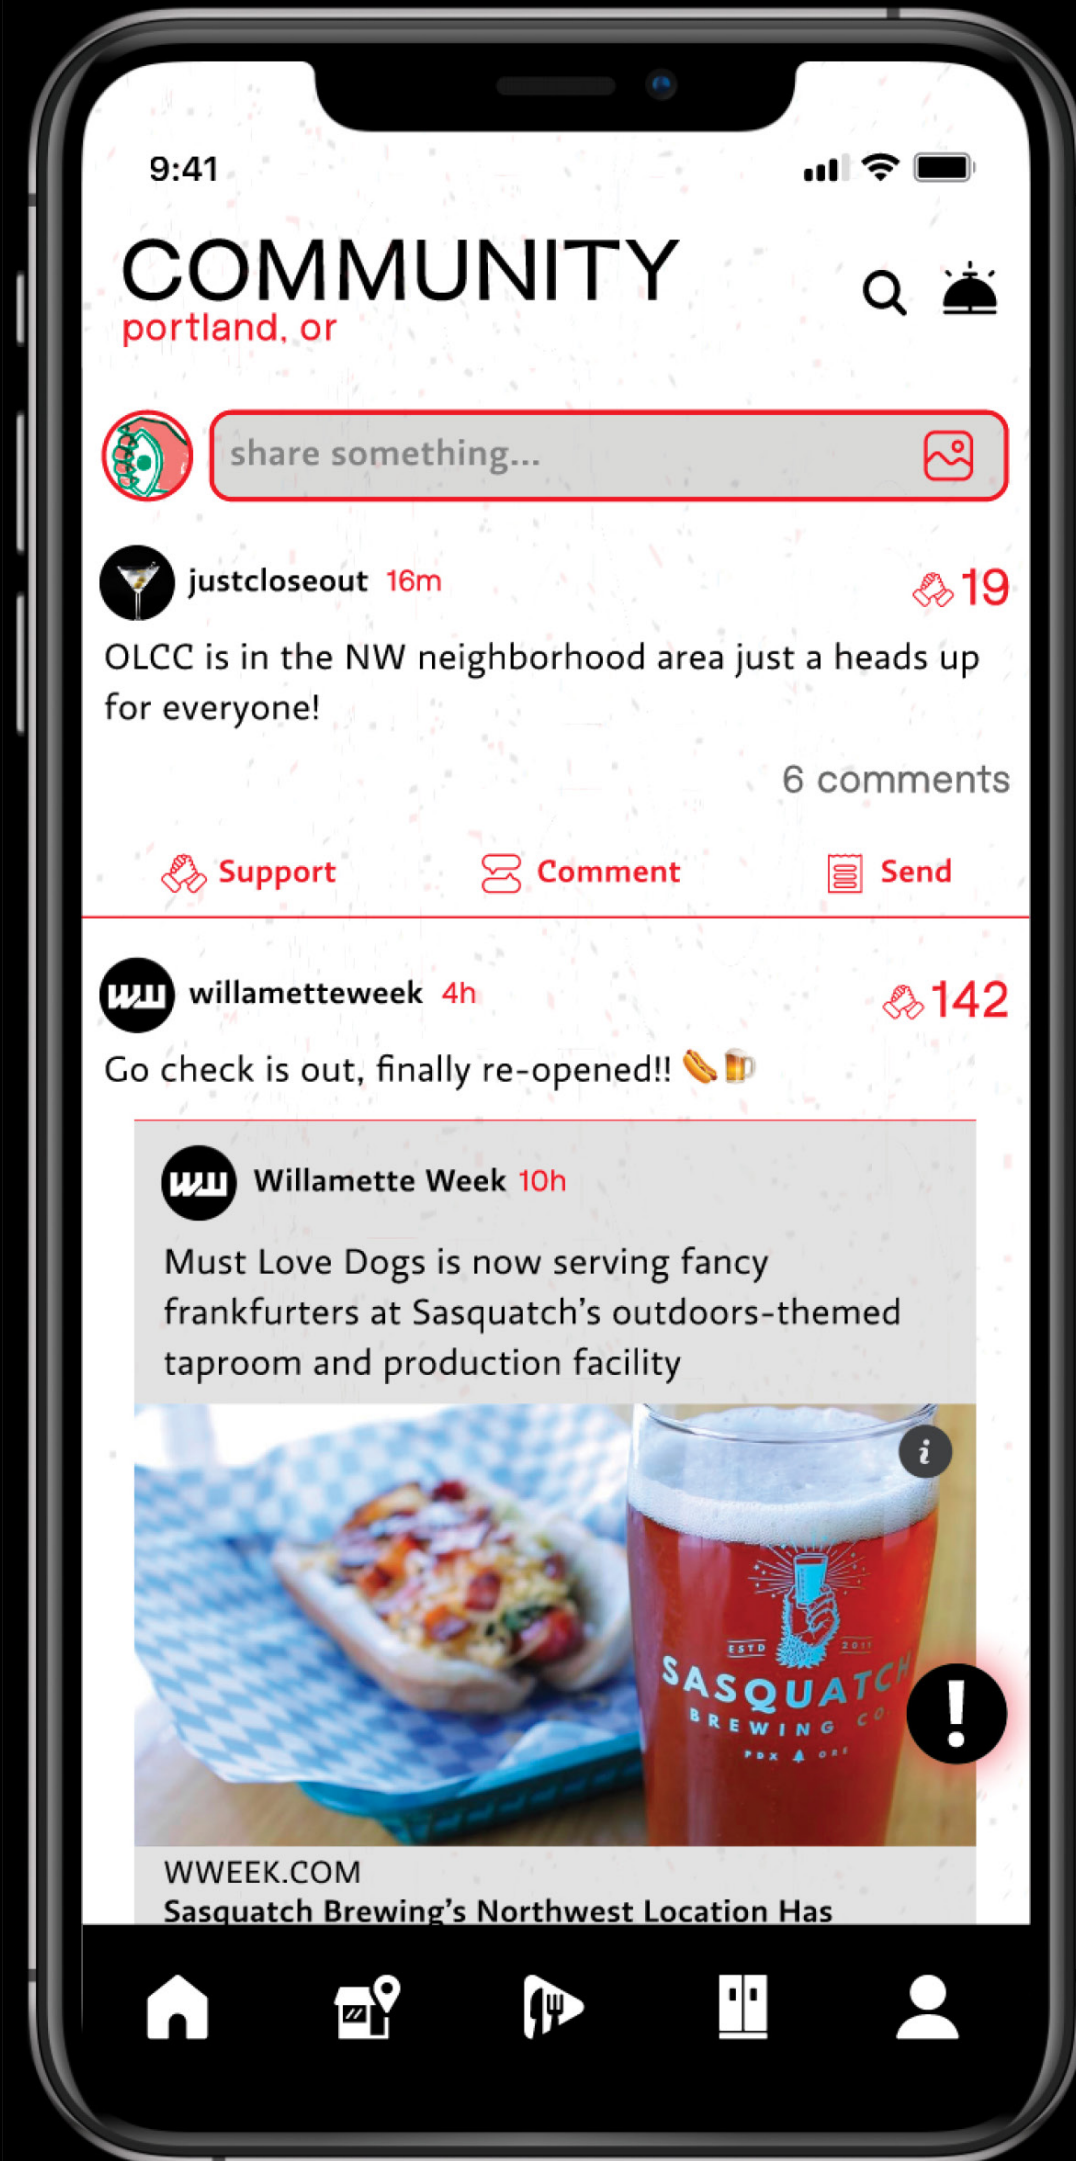 9:41
COMMUNITY
portland, or
share something...
justcloseout 16m
19
OLCC is in the NW neighborhood area just a heads up
for everyone!
6 comments
Support Comment Send
willametteweek 4h
142
Go check is out, finally re-opened!! 🌭🍺
Willamette Week 10h
Must Love Dogs is now serving fancy
frankfurters at Sasquatch's outdoors-themed
taproom and production facility
i
ESTD 2011
SASQUATCH
BREWING CO.
PDX ORE
!
WWEEK.COM
Sasquatch Brewing's Northwest Location Has